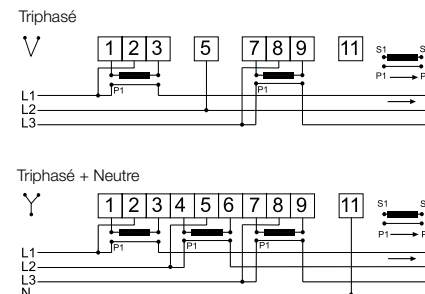 Triphasé
1 2 3 5 7 8 9 11
S1 S
P1 P1 P1 P
L1
L2
L3
Triphasé + Neutre
1 2 3 4 5 6 7 8 9 11
S1 S
P1 P1 P1 P1 P
L1
L2
L3
N